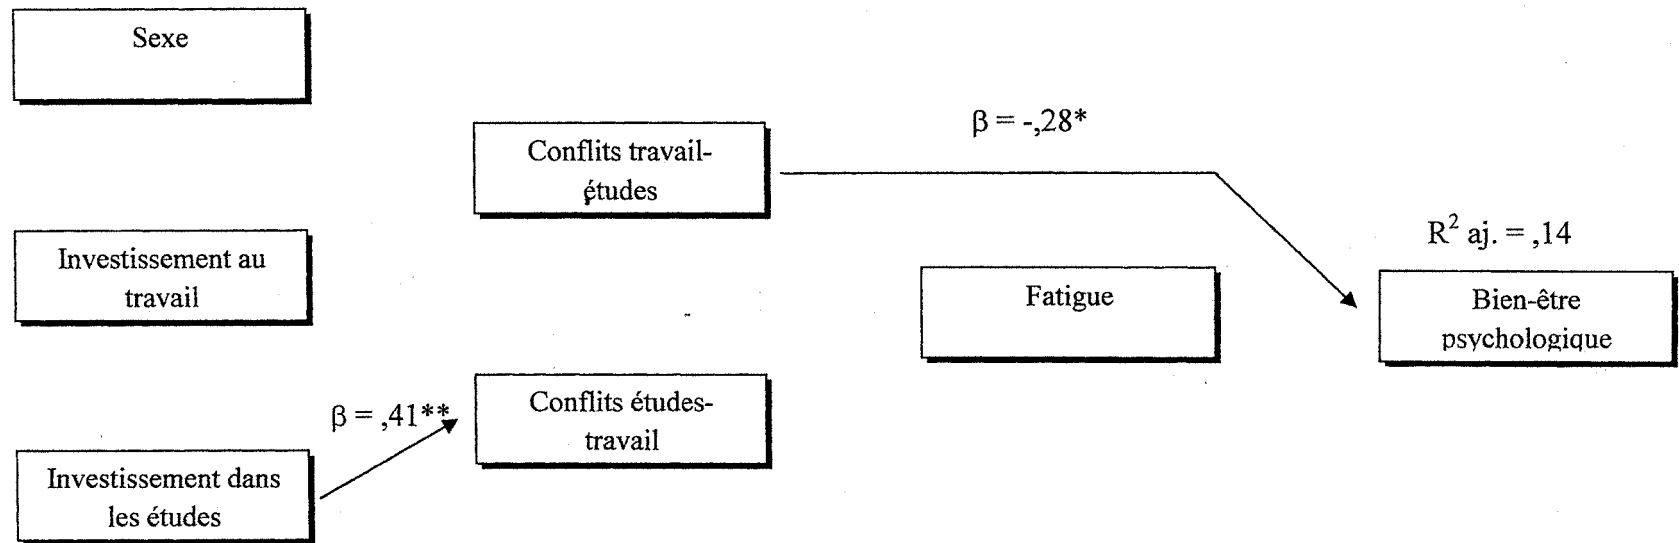 Sexe
β = -,28*
Conflits travail-
études
R² aj. = ,14
Investissement au
travail
Fatigue
Bien-être
psychologique
β = ,41**
Conflits études-
travail
Investissement dans
les études